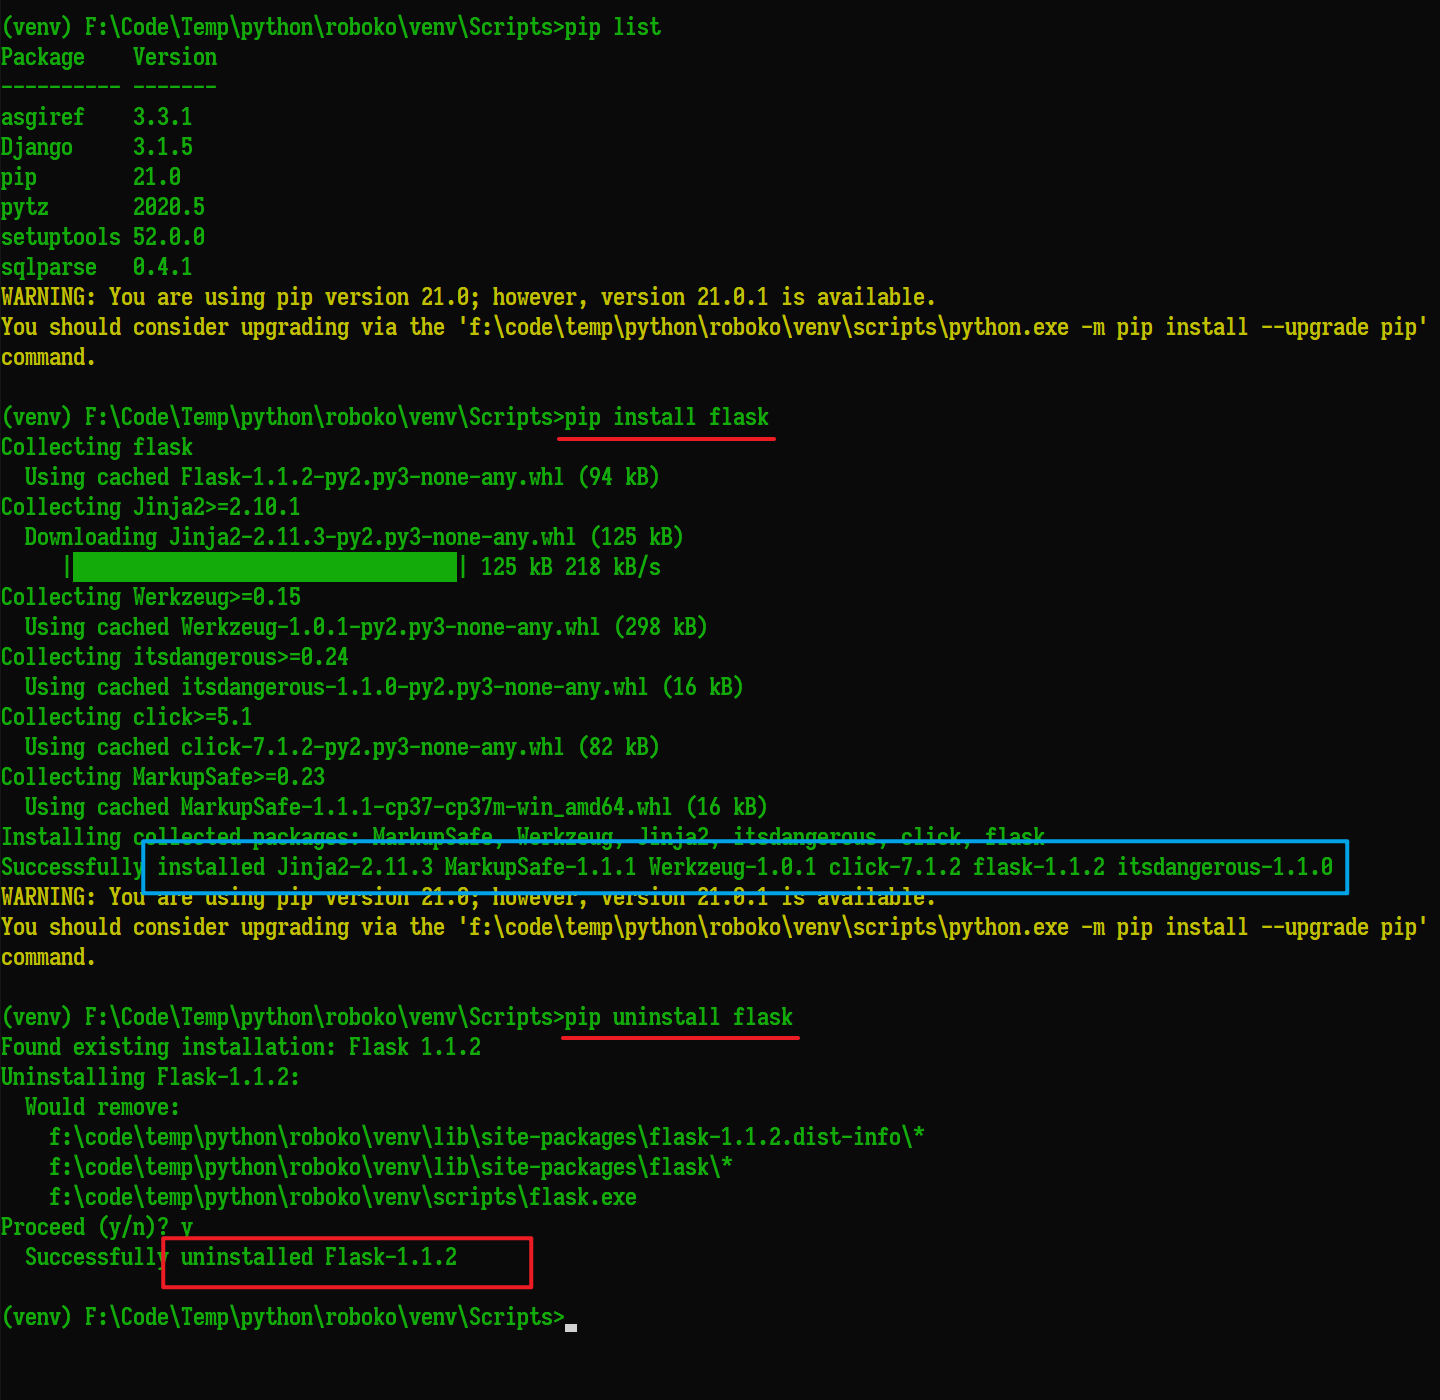 (venv) F:\Code\Temp\python\roboko\venv\Scripts>pip list
Package    Version
---------- -------
asgiref    3.3.1
Django     3.1.5
pip        21.0
pytz       2020.5
setuptools 52.0.0
sqlparse   0.4.1
WARNING: You are using pip version 21.0; however, version 21.0.1 is available.
You should consider upgrading via the 'f:\code\temp\python\roboko\venv\scripts\python.exe -m pip install --upgrade pip'
command.
(venv) F:\Code\Temp\python\roboko\venv\Scripts>pip install flask
Collecting flask
  Using cached Flask-1.1.2-py2.py3-none-any.whl (94 kB)
Collecting Jinja2>=2.10.1
  Downloading Jinja2-2.11.3-py2.py3-none-any.whl (125 kB)
     |████████████████████████████████| 125 kB 218 kB/s
Collecting Werkzeug>=0.15
  Using cached Werkzeug-1.0.1-py2.py3-none-any.whl (298 kB)
Collecting itsdangerous>=0.24
  Using cached itsdangerous-1.1.0-py2.py3-none-any.whl (16 kB)
Collecting click>=5.1
  Using cached click-7.1.2-py2.py3-none-any.whl (82 kB)
Collecting MarkupSafe>=0.23
  Using cached MarkupSafe-1.1.1-cp37-cp37m-win_amd64.whl (16 kB)
Installing collected packages: MarkupSafe, Werkzeug, Jinja2, itsdangerous, click, flask
Successfully installed Jinja2-2.11.3 MarkupSafe-1.1.1 Werkzeug-1.0.1 click-7.1.2 flask-1.1.2 itsdangerous-1.1.0
WARNING: You are using pip version 21.0; however, version 21.0.1 is available.
You should consider upgrading via the 'f:\code\temp\python\roboko\venv\scripts\python.exe -m pip install --upgrade pip'
command.
(venv) F:\Code\Temp\python\roboko\venv\Scripts>pip uninstall flask
Found existing installation: Flask 1.1.2
Uninstalling Flask-1.1.2:
  Would remove:
    f:\code\temp\python\roboko\venv\lib\site-packages\flask-1.1.2.dist-info\*
    f:\code\temp\python\roboko\venv\lib\site-packages\flask\*
    f:\code\temp\python\roboko\venv\scripts\flask.exe
Proceed (y/n)? y
  Successfully uninstalled Flask-1.1.2
(venv) F:\Code\Temp\python\roboko\venv\Scripts>